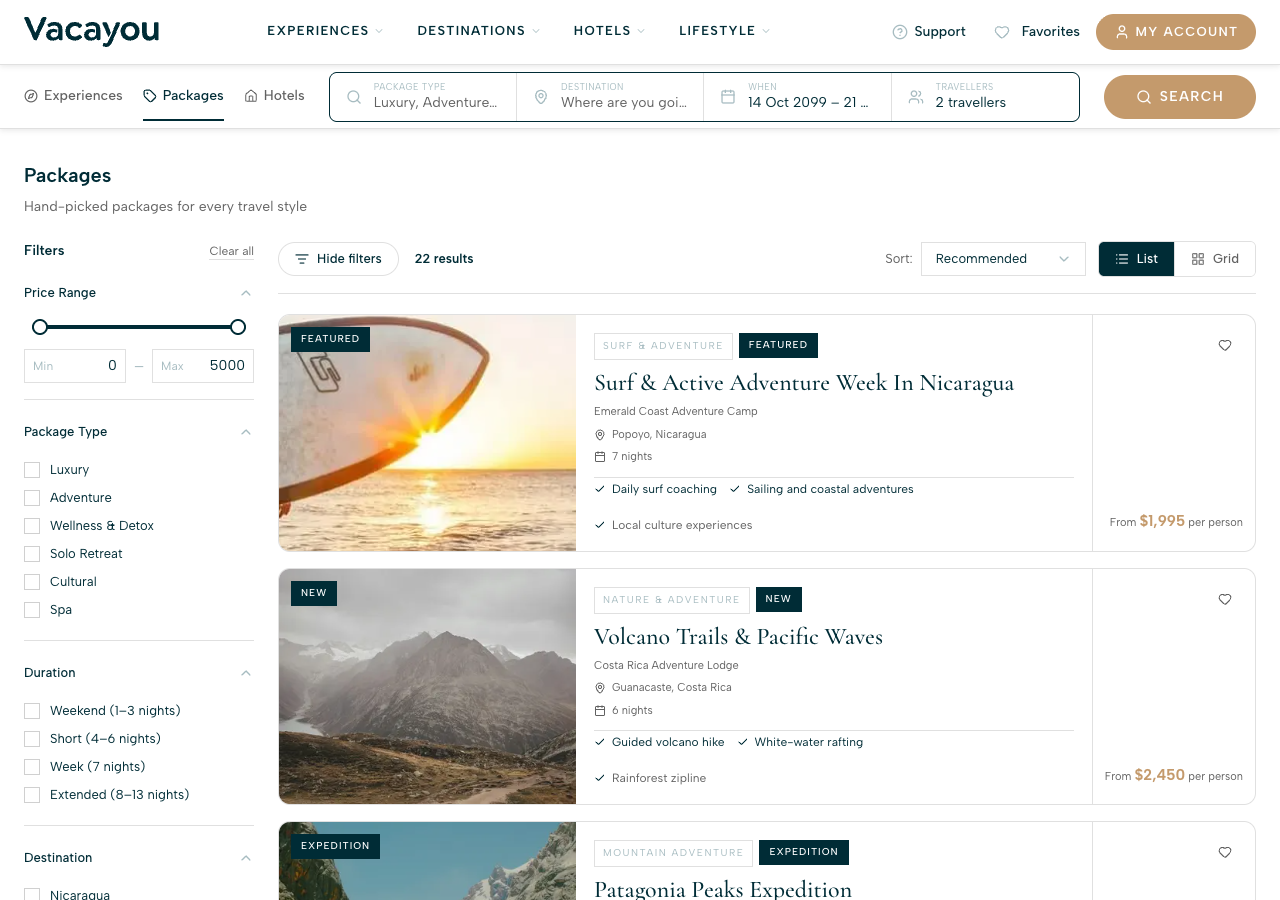 Vacayou
EXPERIENCES DESTINATIONS HOTELS LIFESTYLE
Support Favorites MY ACCOUNT
Experiences Packages Hotels
PACKAGE TYPE
Luxury, Adventure…
DESTINATION
Where are you goi…
WHEN
14 Oct 2099 – 21 …
TRAVELLERS
2 travellers
SEARCH
Packages
Hand-picked packages for every travel style
Filters Clear all
Price Range
Min 0 – Max 5000
Package Type
Luxury
Adventure
Wellness & Detox
Solo Retreat
Cultural
Spa
Duration
Weekend (1–3 nights)
Short (4–6 nights)
Week (7 nights)
Extended (8–13 nights)
Destination
Nicaragua
Hide filters 22 results
Sort: Recommended List Grid
FEATURED
SURF & ADVENTURE FEATURED
Surf & Active Adventure Week In Nicaragua
Emerald Coast Adventure Camp
Popoyo, Nicaragua
7 nights
Daily surf coaching Sailing and coastal adventures
Local culture experiences
From $1,995 per person
NEW
NATURE & ADVENTURE NEW
Volcano Trails & Pacific Waves
Costa Rica Adventure Lodge
Guanacaste, Costa Rica
6 nights
Guided volcano hike White-water rafting
Rainforest zipline
From $2,450 per person
EXPEDITION
MOUNTAIN ADVENTURE EXPEDITION
Patagonia Peaks Expedition